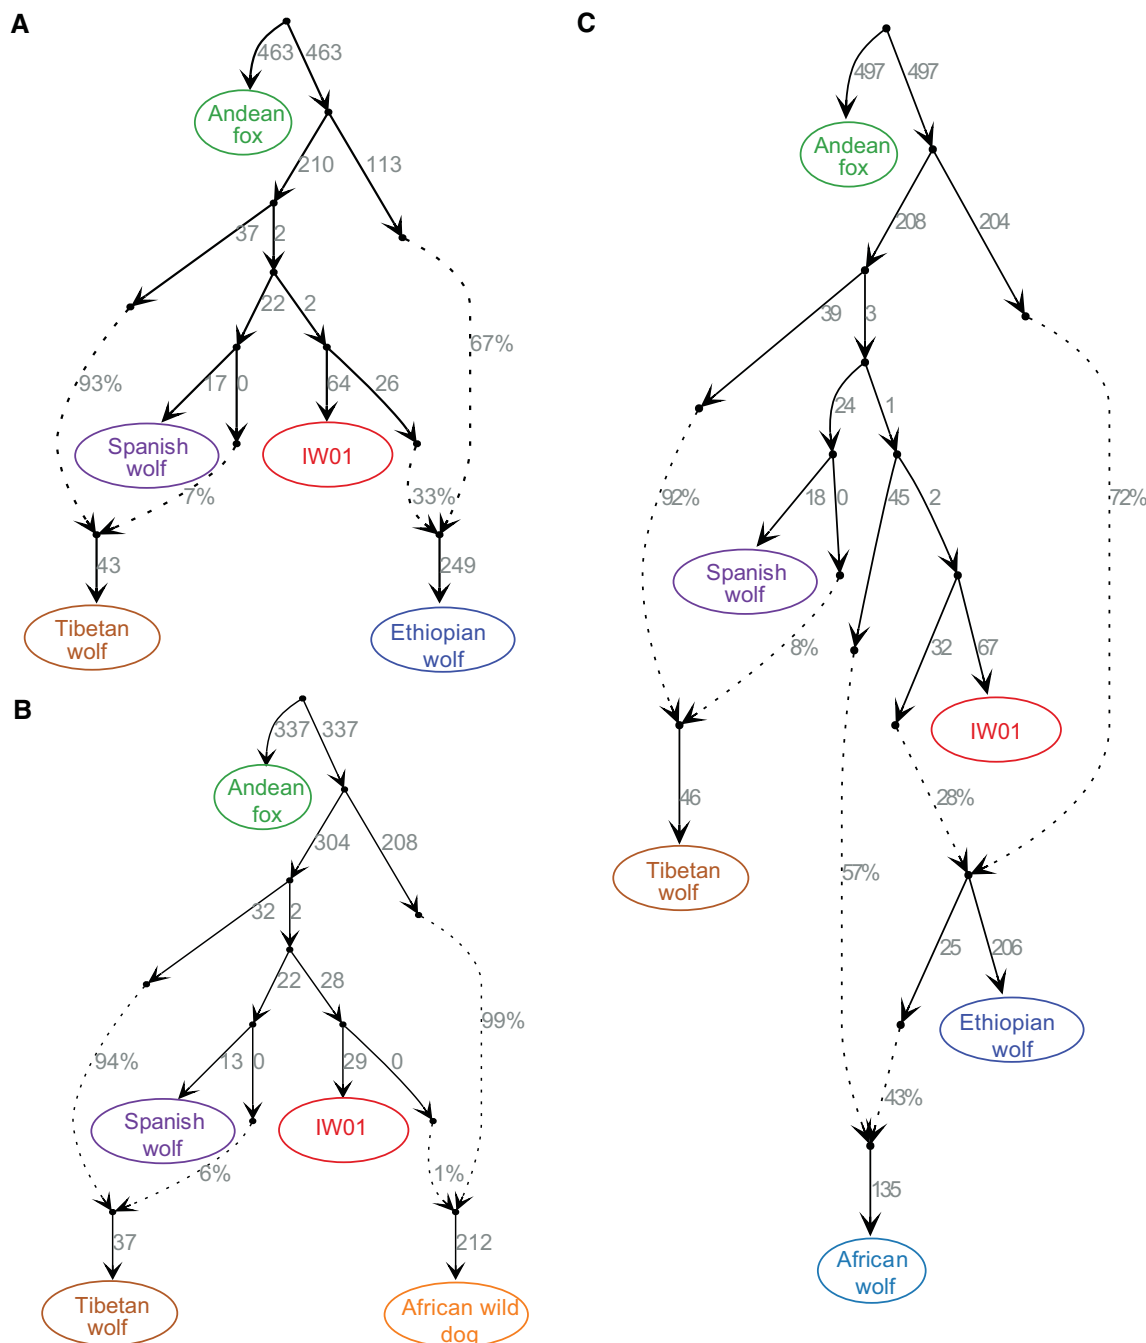 A
463 463
Andean
fox
210 113
37 2
22 2
67%
93%
17 0 64 26
Spanish
wolf
IW01
7%
33%
43
249
Tibetan
wolf
Ethiopian
wolf
B
337 337
Andean
fox
304 208
32 2
22 28
99%
94%
13 0 29 0
Spanish
wolf
IW01
6%
1%
37
212
Tibetan
wolf
African wild
dog
C
497 497
Andean
fox
208 204
39 3
24 1
92%
18 0 45 2
72%
Spanish
wolf
8%
32 67
IW01
46
28%
Tibetan
wolf
57%
25 206
Ethiopian
wolf
43%
135
African
wolf